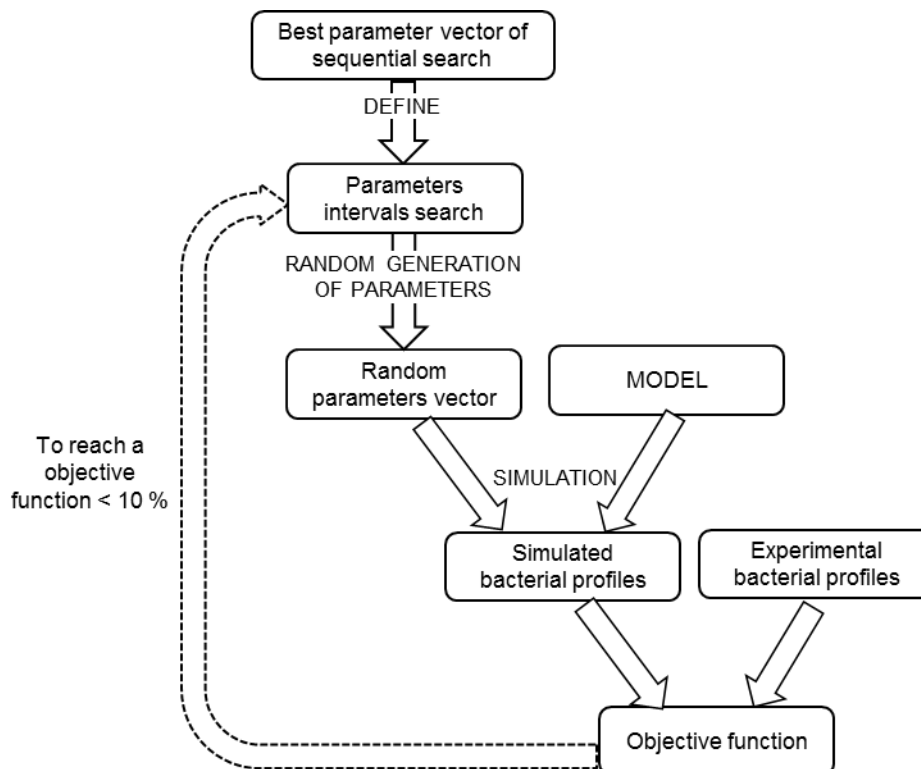 Best parameter vector of
sequential search
DEFINE
Parameters
intervals search
RANDOM GENERATION
OF PARAMETERS
Random
parameters vector
MODEL
To reach a
objective
function < 10 %
SIMULATION
Simulated
bacterial profiles
Experimental
bacterial profiles
Objective function